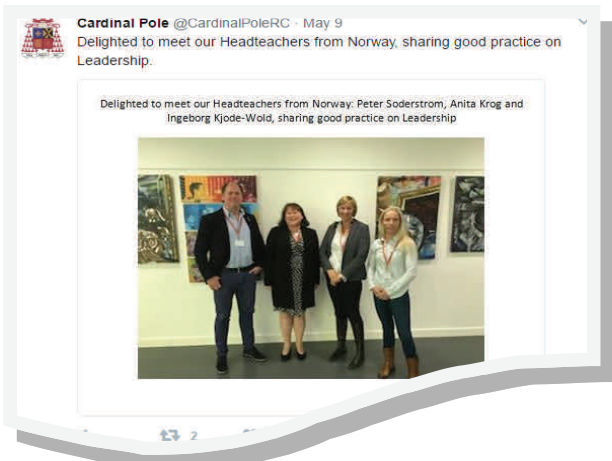 Cardinal Pole @CardinalPoleRC · May 9
Delighted to meet our Headteachers from Norway, sharing good practice on
Leadership.
Delighted to meet our Headteachers from Norway: Peter Soderstrom, Anita Krog and
Ingeborg Kjode-Wold, sharing good practice on Leadership
2